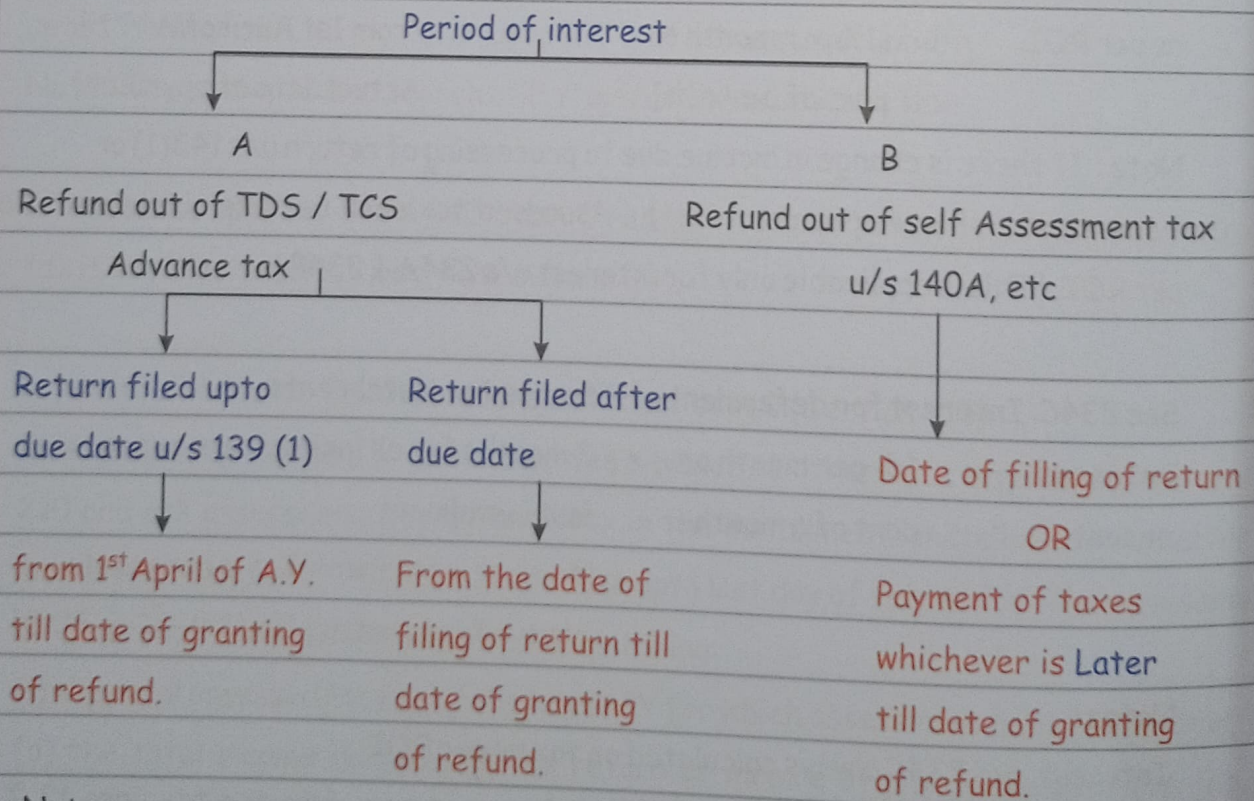 Period of interest
A
Refund out of TDS / TCS
Advance tax
Return filed upto
due date u/s 139 (1)
from 1st April of A.Y.
till date of granting
of refund.
Return filed after
due date
From the date of
filing of return till
date of granting
of refund.
B
Refund out of self Assessment tax
u/s 140A, etc
Date of filling of return
OR
Payment of taxes
whichever is Later
till date of granting
of refund.